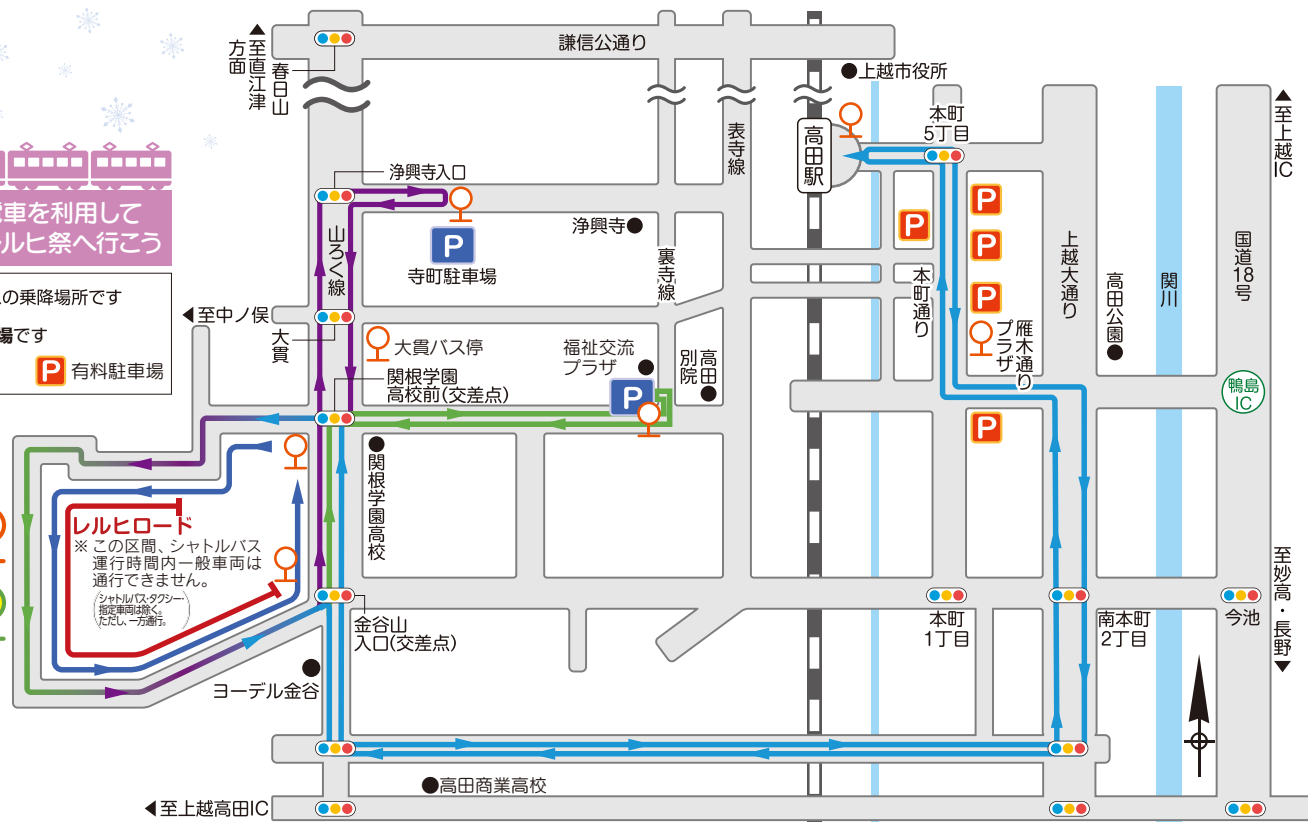 謙信公通り
至直江津
方面
春日山
上越市役所
本町
5丁目
至上越IC
表寺線
高田駅
浄興寺入口
車を利用して
ルヒ祭へ行こう
P
寺町駐車場
浄興寺
山ろく線
裏寺線
P
P
P
P
本町通り
上越大通り
高田公園
関川
国道18号
の乗降場所です
場です
P 有料駐車場
至中ノ俣
大貫
大貫バス停
関根学園
高校前(交差点)
福祉交流
プラザ
P
高田
別院
雁木通り
プラザ
鴨島
IC
P
関根学園高校
レルヒロード
※この区間、シャトルバス
運行時間内一般車両は
通行できません。
(シャトルバス・タクシー・
指定車両は除く。
ただし、一方通行。)
金谷山
入口(交差点)
ヨーデル金谷
本町
1丁目
南本町
2丁目
今池
至妙高・長野
高田商業高校
至上越高田IC